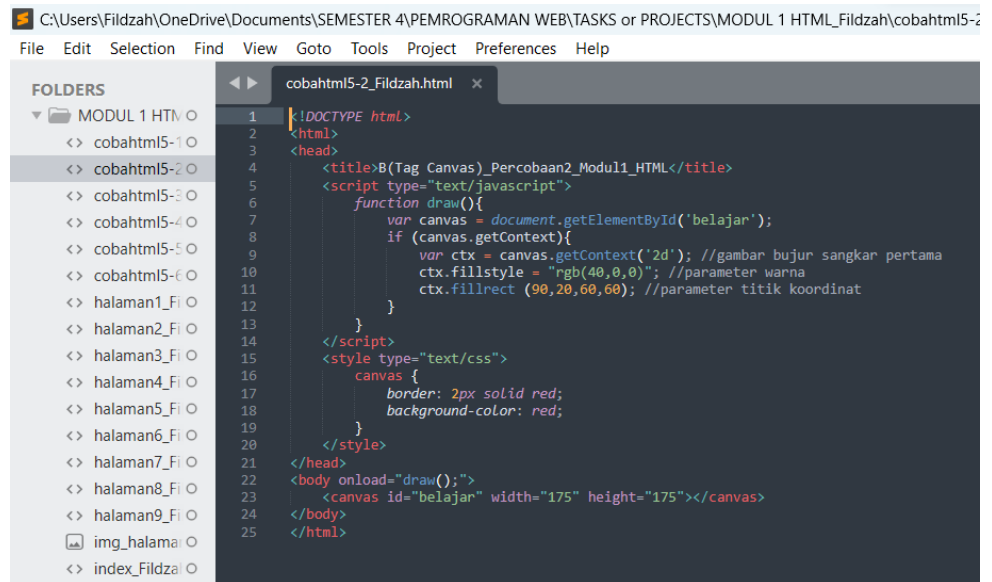 C:\Users\Fildzah\OneDrive\Documents\SEMESTER 4\PEMROGRAMAN WEB\TASKS or PROJECTS\MODUL 1 HTML_Fildzah\cobahtml5-2
File Edit Selection Find View Goto Tools Project Preferences Help
FOLDERS
MODUL 1 HTM
<> cobahtml5-1
<> cobahtml5-2
<> cobahtml5-3
<> cobahtml5-4
<> cobahtml5-5
<> cobahtml5-6
<> halaman1_Fi
<> halaman2_Fi
<> halaman3_Fi
<> halaman4_Fi
<> halaman5_Fi
<> halaman6_Fi
<> halaman7_Fi
<> halaman8_Fi
<> halaman9_Fi
img_halama
<> index_Fildza
cobahtml5-2_Fildzah.html ×
1 <!DOCTYPE html>
2 <html>
3 <head>
4 <title>B(Tag Canvas)_Percobaan2_Modul1_HTML</title>
5 <script type="text/javascript">
6 function draw(){
7 var canvas = document.getElementById('belajar');
8 if (canvas.getContext){
9 var ctx = canvas.getContext('2d'); //gambar bujur sangkar pertama
10 ctx.fillstyle = "rgb(40,0,0)"; //parameter warna
11 ctx.fillrect (90,20,60,60); //parameter titik koordinat
12 }
13 }
14 </script>
15 <style type="text/css">
16 canvas {
17 border: 2px solid red;
18 background-color: red;
19 }
20 </style>
21 </head>
22 <body onload="draw();">
23 <canvas id="belajar" width="175" height="175"></canvas>
24 </body>
25 </html>